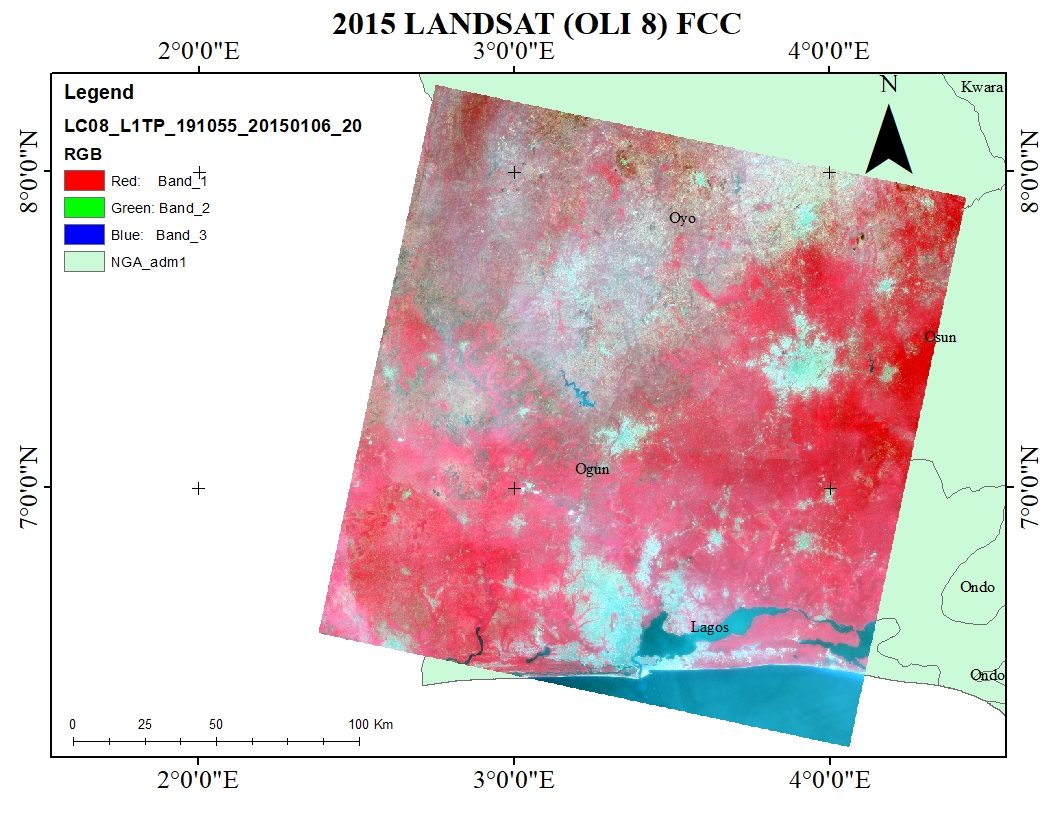 2015 LANDSAT (OLI 8) FCC
2°0'0"E 3°0'0"E 4°0'0"E
Legend
LC08_L1TP_191055_20150106_20
RGB
Red: Band_1
Green: Band_2
Blue: Band_3
NGA_adm1
N
Kwara
8°0'0"N 8°0'0"N
Oyo
Osun
Ogun
7°0'0"N 7°0'0"N
Ondo
Lagos
Ondo
0 25 50 100 Km
2°0'0"E 3°0'0"E 4°0'0"E